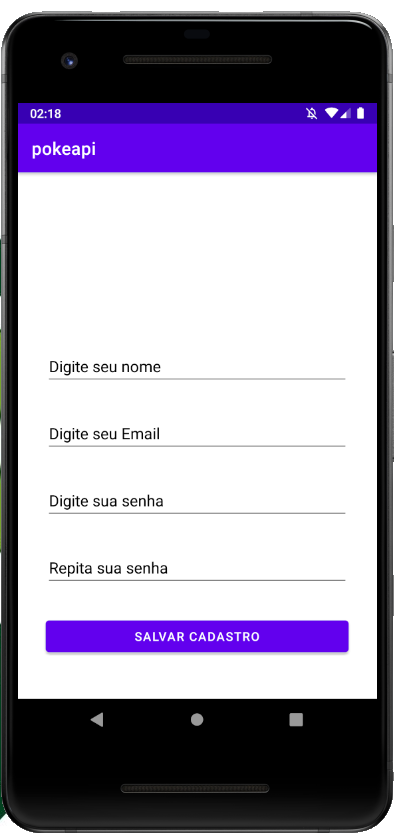 02:18
pokeapi
Digite seu nome
Digite seu Email
Digite sua senha
Repita sua senha
SALVAR CADASTRO